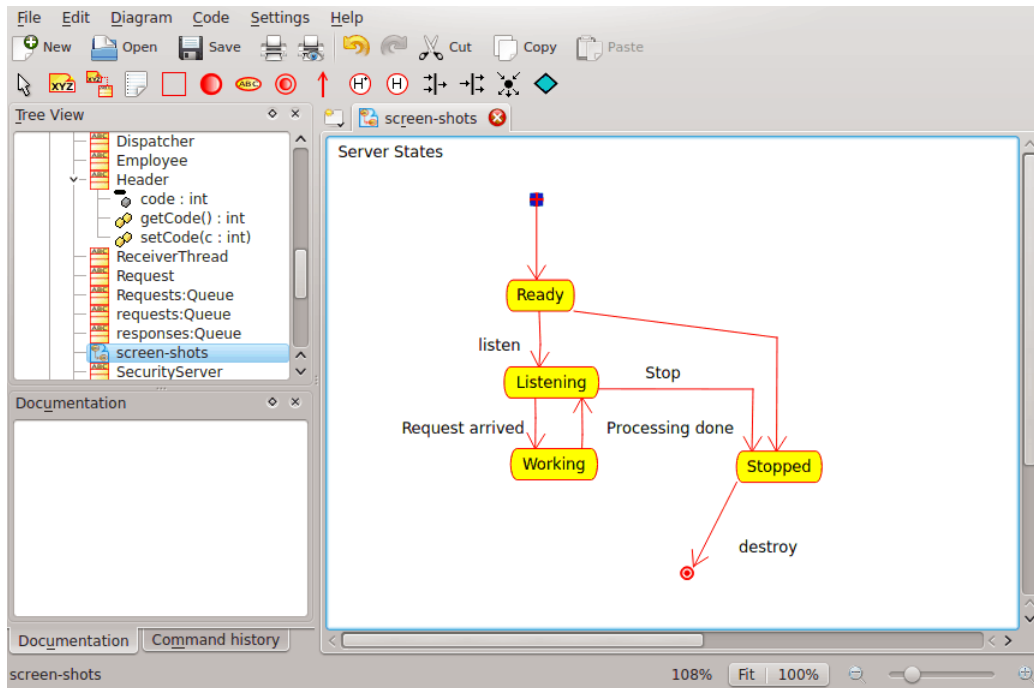 File Edit Diagram Code Settings Help
New Open Save Cut Copy Paste
XYZ XYZ ABC H* H
Tree View
screen-shots
Dispatcher
Employee
Header
code : int
getCode() : int
setCode(c : int)
ReceiverThread
Request
Requests:Queue
requests:Queue
responses:Queue
screen-shots
SecurityServer
Documentation
Documentation Command history
Server States
Ready
listen
Listening
Stop
Request arrived
Processing done
Working
Stopped
destroy
screen-shots
108% Fit 100%